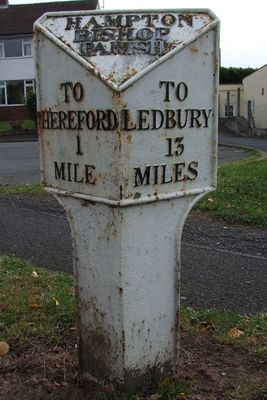 HAMPTON
BISHOP
PARISH
TO
HEREFORD
1
MILE
TO
LEDBURY
13
MILES